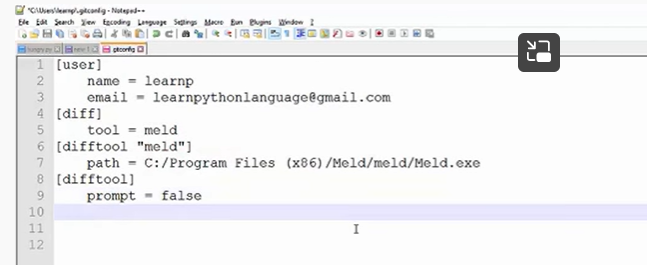 *C:\Users\learnp\.gitconfig - Notepad++
File Edit Search View Encoding Language Settings Macro Run Plugins Window ?
new 1 gitconfig
1 [user]
2 name = learnp
3 email = learnpythonlanguage@gmail.com
4 [diff]
5 tool = meld
6 [difftool "meld"]
7 path = C:/Program Files (x86)/Meld/meld/Meld.exe
8 [difftool]
9 prompt = false
10
11
12